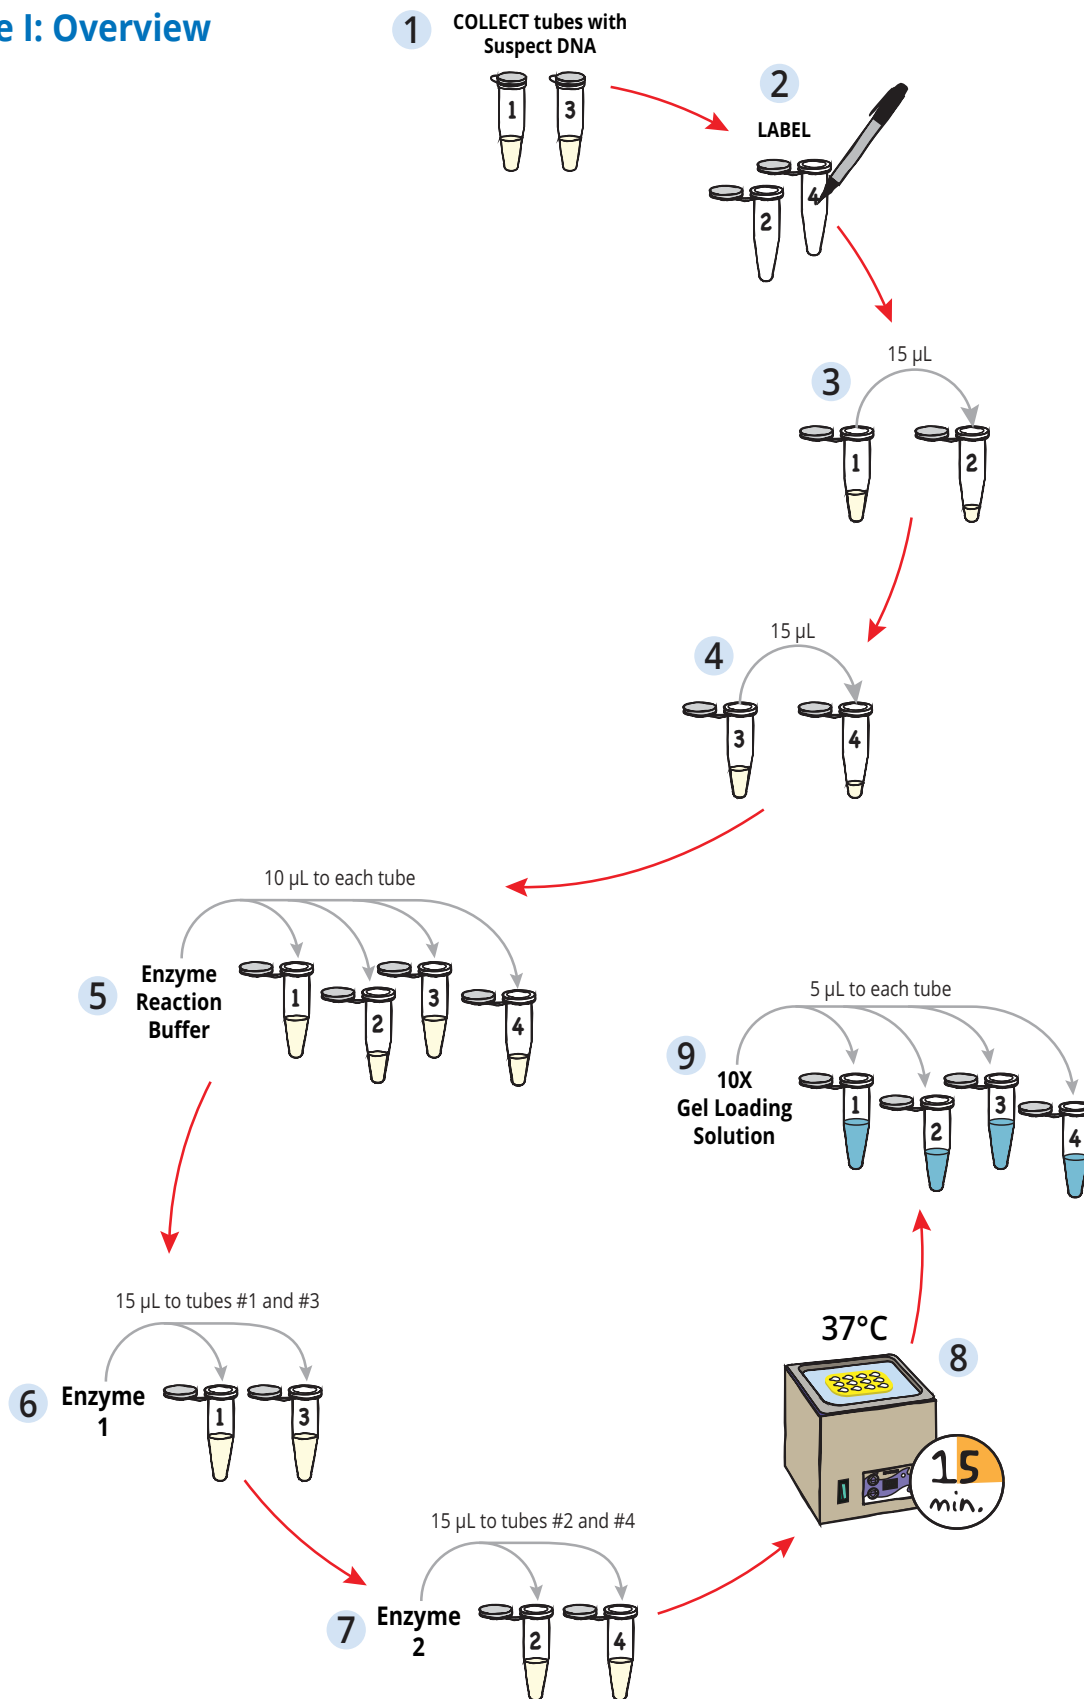 e I: Overview
1
COLLECT tubes with
Suspect DNA
1 3
2
LABEL
4
2
15 µL
3
1 2
15 µL
4
3 4
10 µL to each tube
5
Enzyme
Reaction
Buffer
1 2 3 4
15 µL to tubes #1 and #3
6
Enzyme
1
1 3
15 µL to tubes #2 and #4
7
Enzyme
2
2 4
37°C
8
15
min.
5 µL to each tube
9
10X
Gel Loading
Solution
1 2 3 4